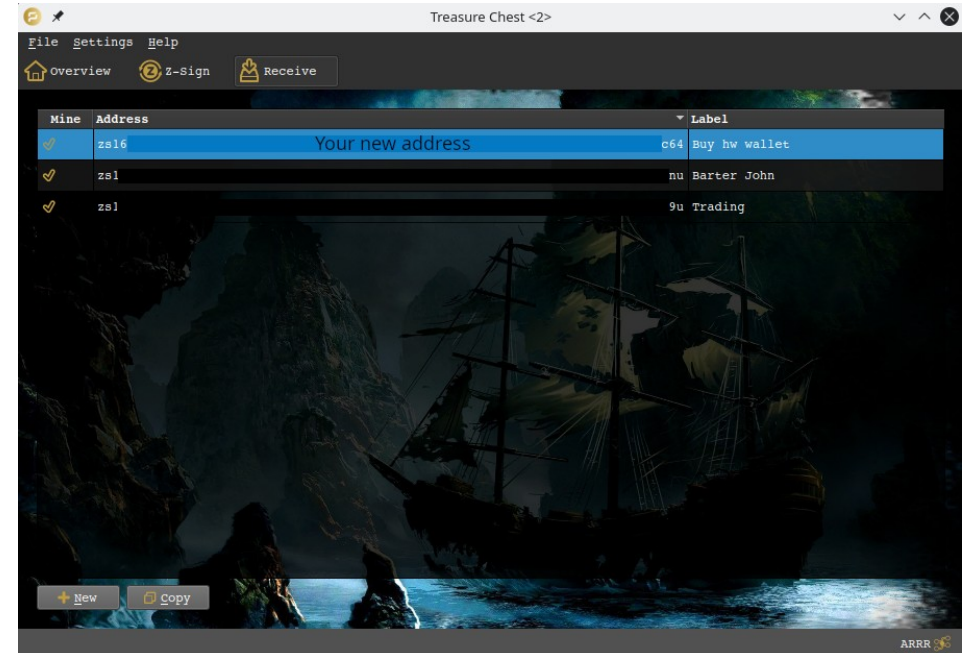 Treasure Chest <2>
File Settings Help
Overview Z-Sign Receive
Mine Address Label
zs16 Your new address c64 Buy hw wallet
zs1 nu Barter John
zs1 9u Trading
New Copy
ARRR